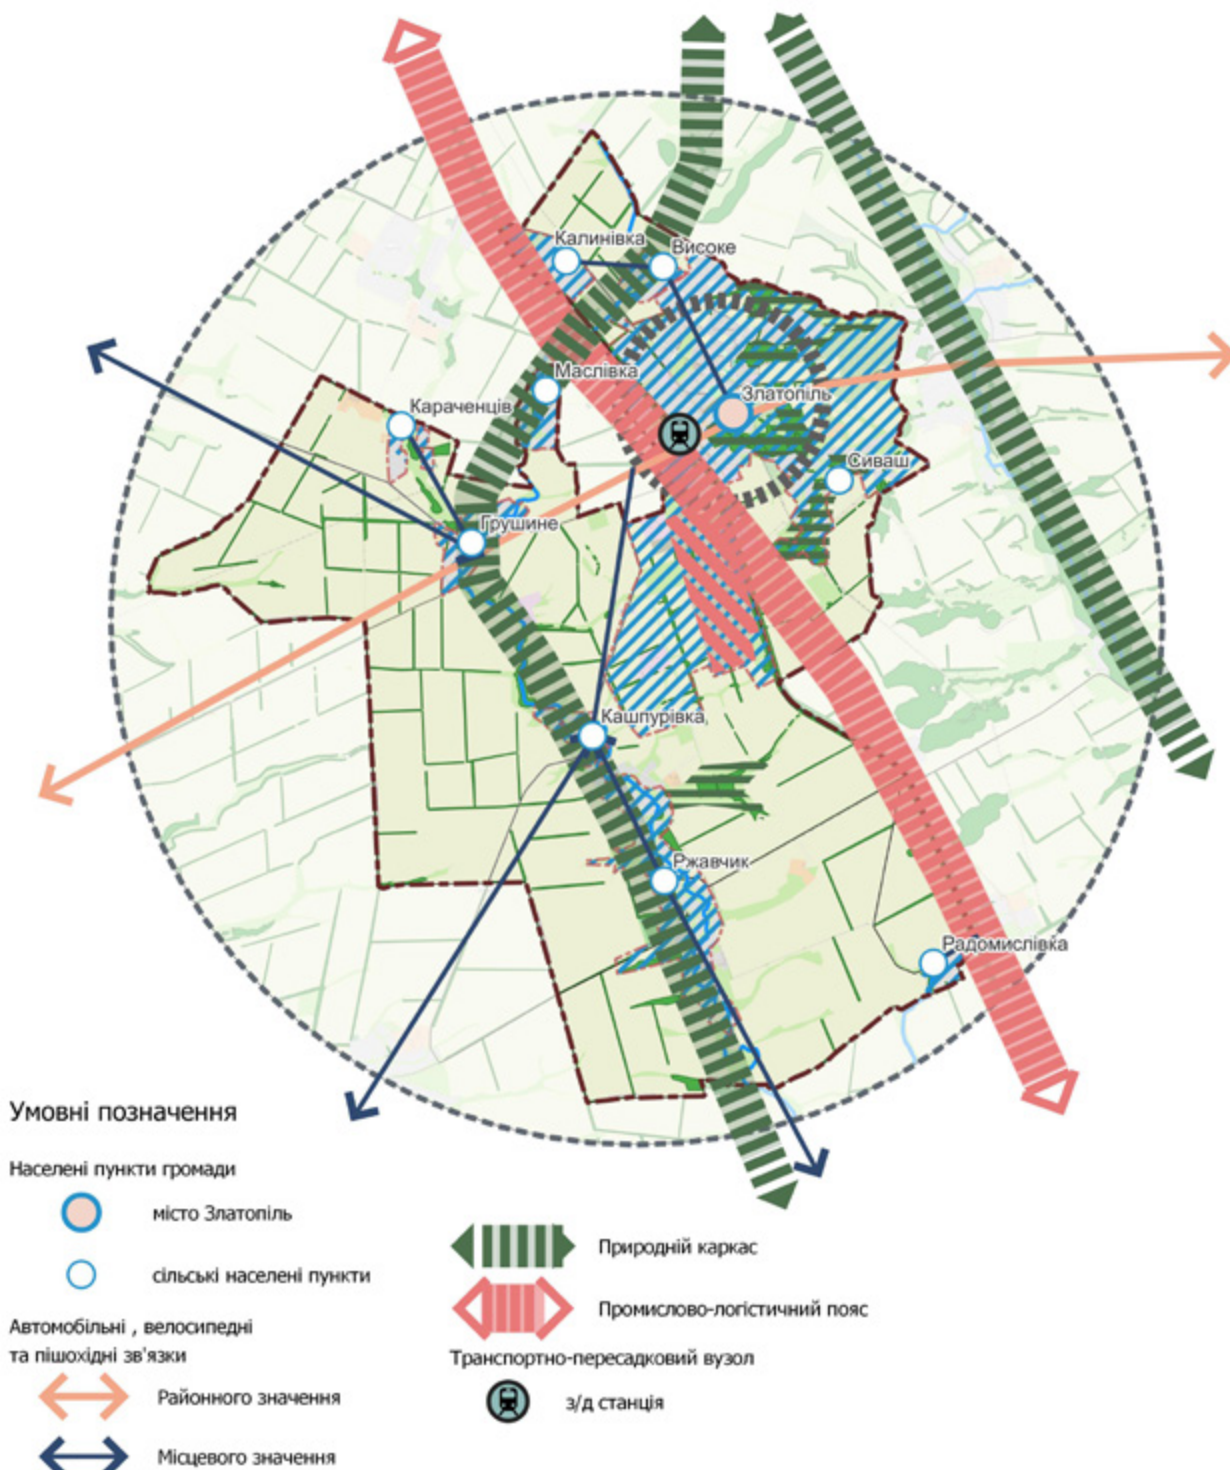 Калинівка
Високе
Маслівка
Златопіль
Караченців
Сиваш
Грушине
Кашпурівка
Ржавчик
Радомислівка
Умовні позначення
Населені пункти громади
місто Златопіль
сільські населені пункти
Автомобільні , велосипедні
та пішохідні зв'язки
Районного значення
Місцевого значення
Природній каркас
Промислово-логістичний пояс
Транспортно-пересадковий вузол
з/д станція